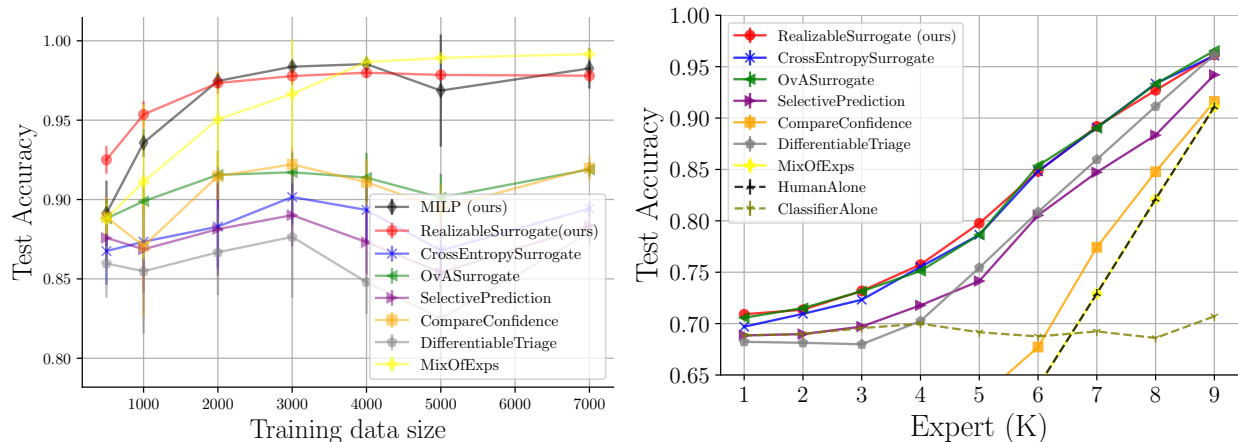 1.00
0.95
0.90
0.85
0.80
Test Accuracy
MILP (ours)
RealizableSurrogate(ours)
CrossEntropySurrogate
OvASurrogate
SelectivePrediction
CompareConfidence
DifferentiableTriage
MixOfExps
1000 2000 3000 4000 5000 6000 7000
Training data size
1.00
0.95
0.90
0.85
0.80
0.75
0.70
0.65
Test Accuracy
RealizableSurrogate (ours)
CrossEntropySurrogate
OvASurrogate
SelectivePrediction
CompareConfidence
DifferentiableTriage
MixOfExps
HumanAlone
ClassifierAlone
1 2 3 4 5 6 7 8 9
Expert (K)